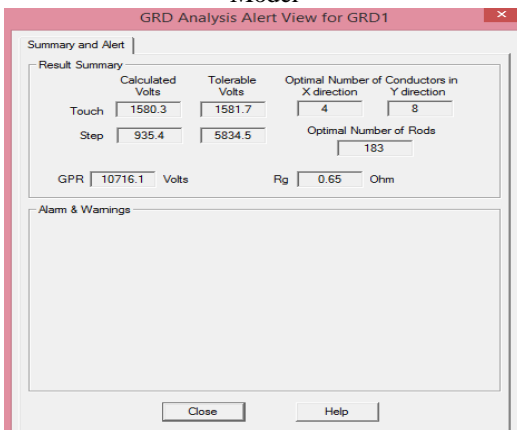 Model
GRD Analysis Alert View for GRD1
Summary and Alert
Result Summary
Calculated Volts Tolerable Volts Optimal Number of Conductors in
X direction Y direction
Touch 1580.3 1581.7 4 8
Step 935.4 5834.5 Optimal Number of Rods
183
GPR 10716.1 Volts Rg 0.65 Ohm
Alarm & Warnings
Close Help